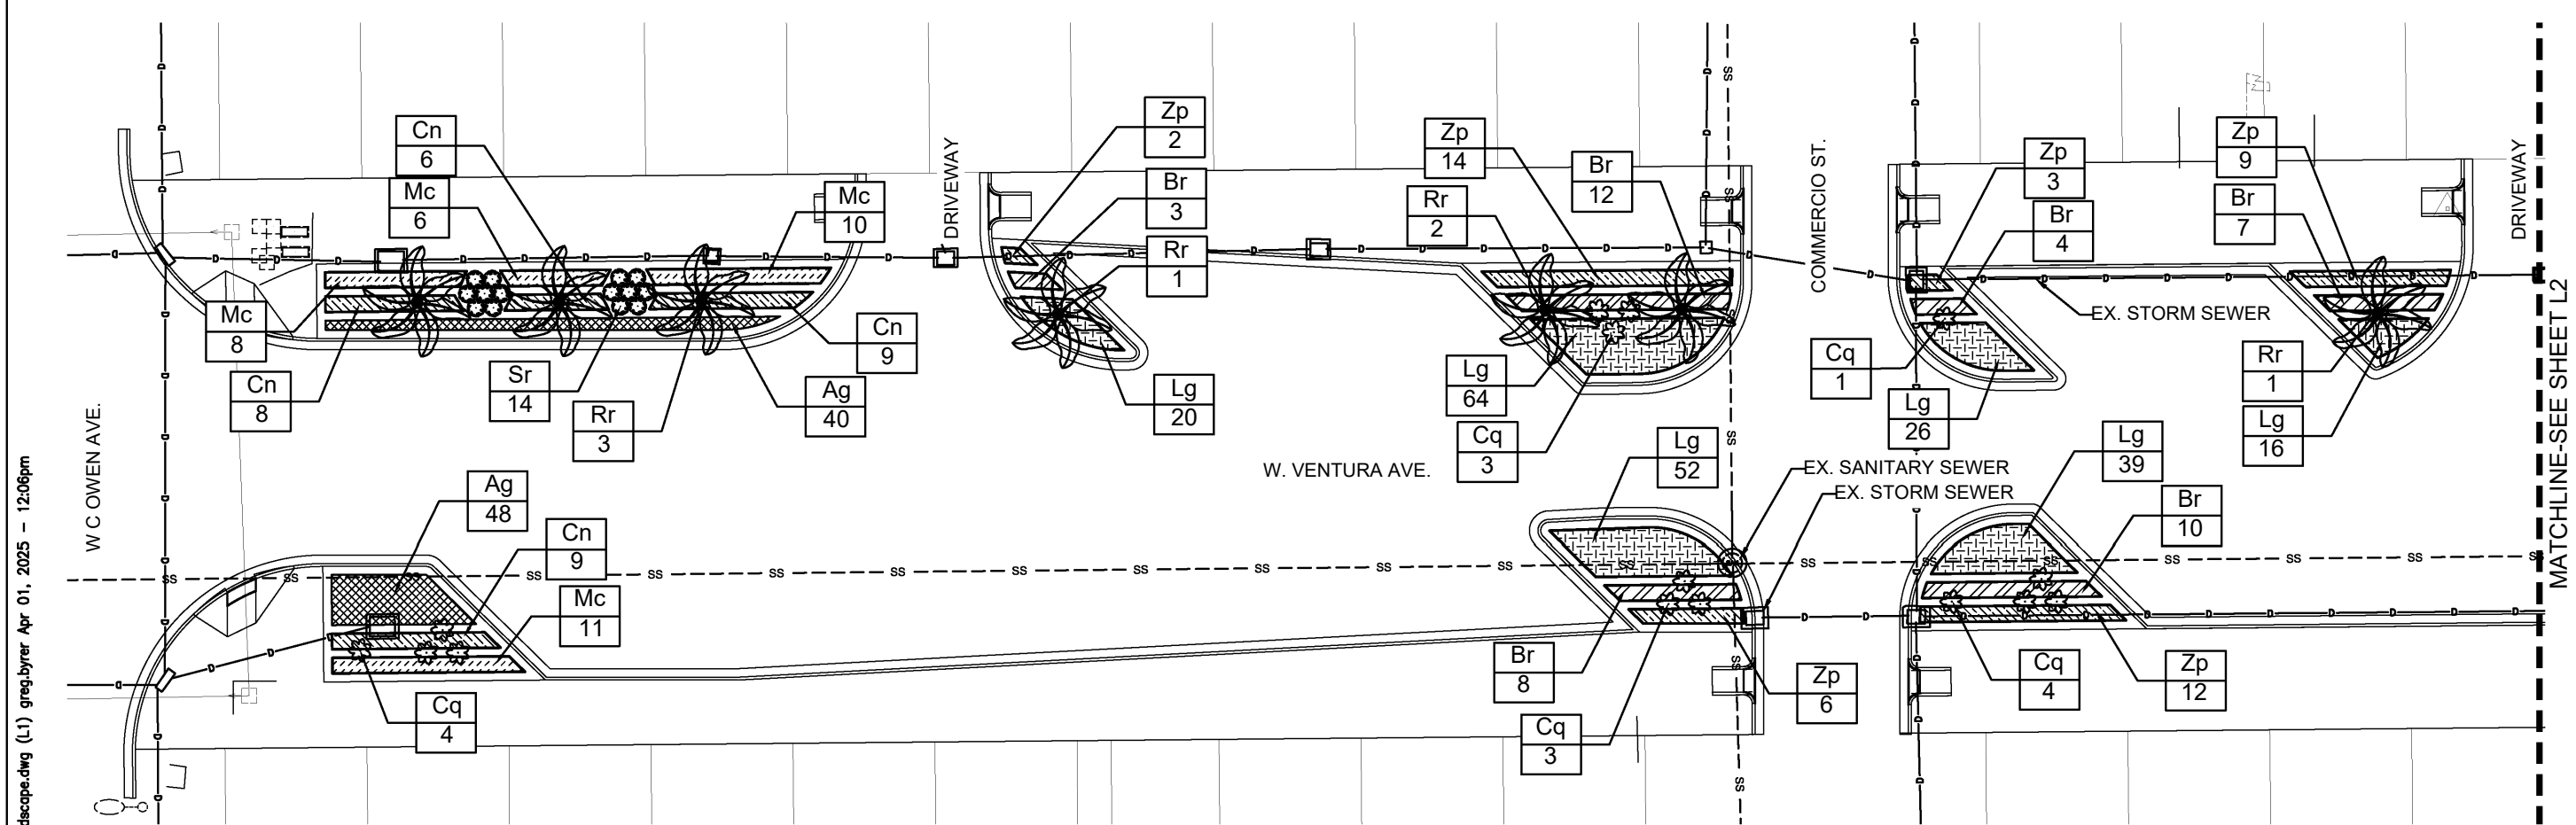 Cn
6
Mc
6
Mc
10
DRIVEWAY
Zp
2
Br
3
Rr
1
Zp
14
Rr
2
Br
12
COMMERCIO ST.
Zp
3
Br
4
Zp
9
Br
7
DRIVEWAY
EX. STORM SEWER
Mc
8
Cn
8
Sr
14
Rr
3
Ag
40
Cn
9
Lg
20
Lg
64
Cq
3
Cq
1
Lg
26
Rr
1
Lg
16
MATCHLINE-SEE SHEET L2
W C OWEN AVE.
W. VENTURA AVE.
Lg
52
EX. SANITARY SEWER
EX. STORM SEWER
Lg
39
Br
10
Ag
48
Cn
9
Mc
11
Cq
4
Br
8
Cq
3
Zp
6
Cq
4
Zp
12
dscape.dwg (L1) greg.byrer Apr 01, 2025 – 12:06pm